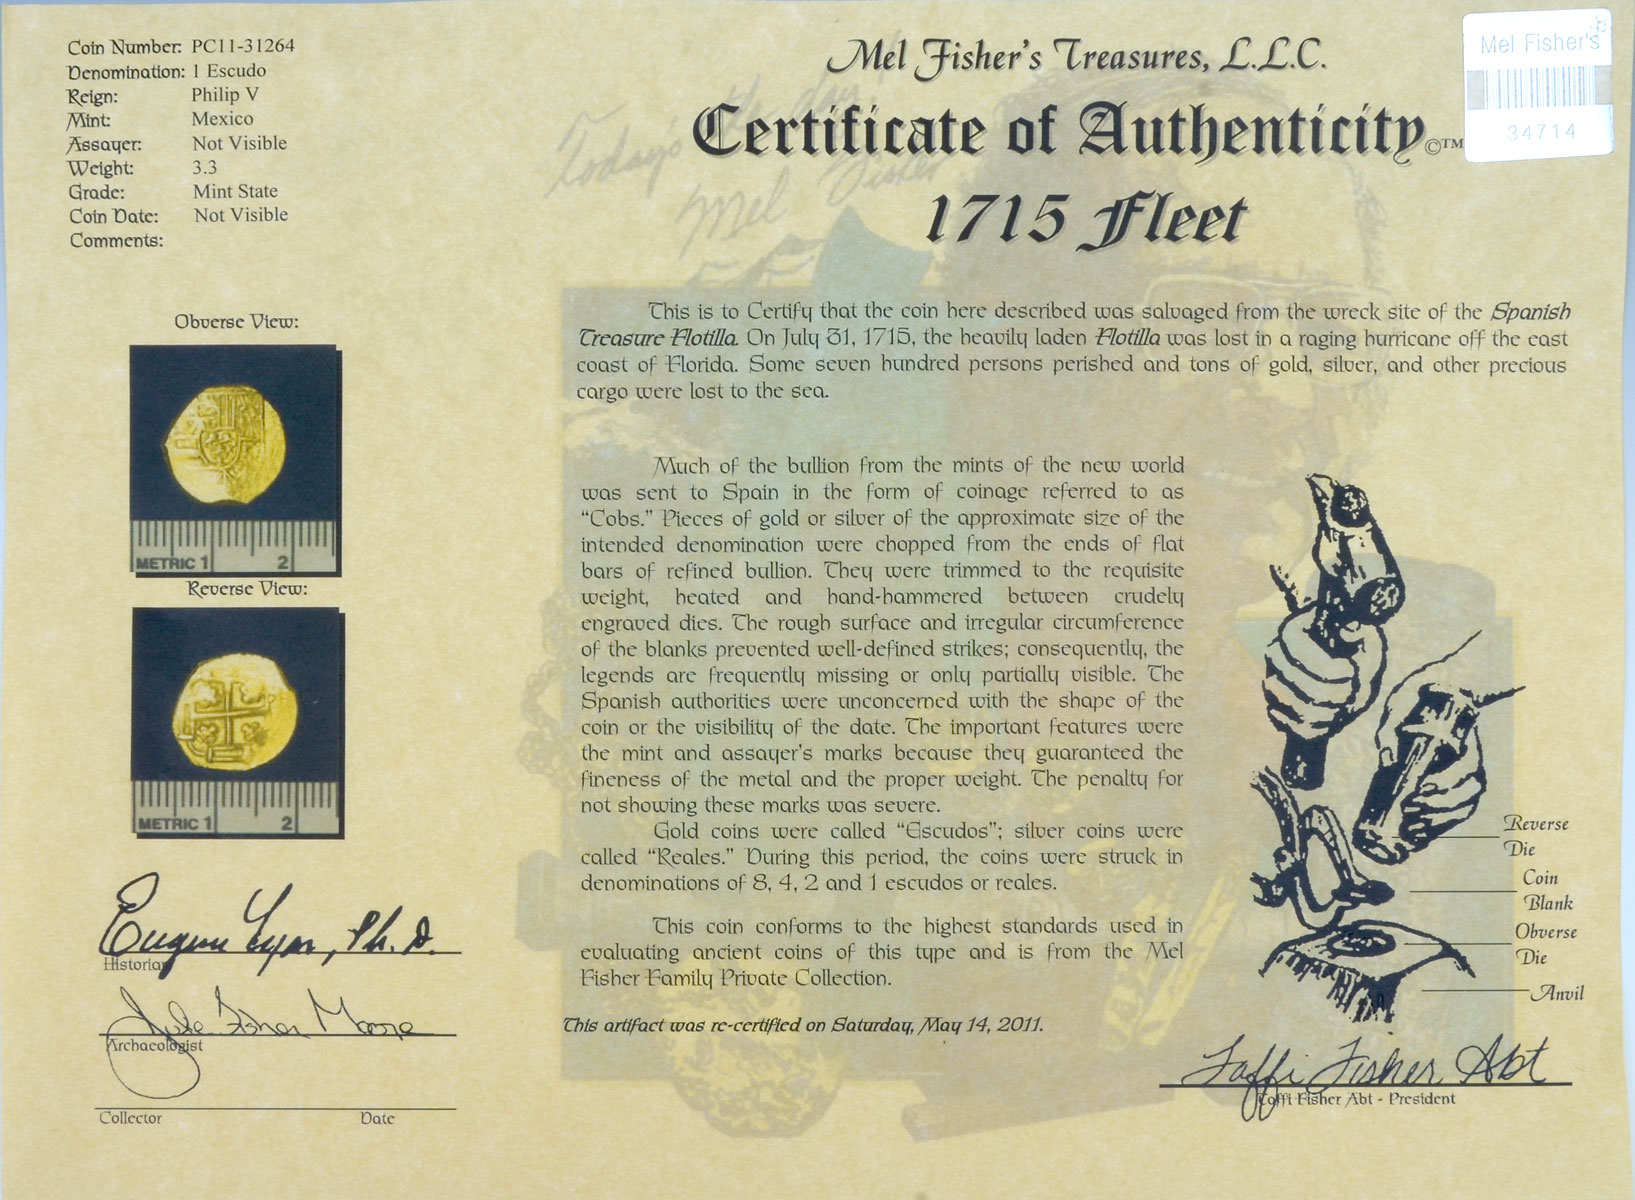 Coin Number: PC11-31264
Denomination: 1 Escudo
Reign: Philip V
Mint: Mexico
Assayer: Not Visible
Weight: 3.3
Grade: Mint State
Coin Date: Not Visible
Comments:
Obverse View:
METRIC 1 2
Reverse View:
METRIC 1 2
Eugene Lyon, Ph. D.
Historian
Julie Fisher Moore
Archaeologist
Collector Date
Mel Fisher's Treasures, L.L.C.
Certificate of Authenticity©™
1715 Fleet
Mel Fisher's
34714
Today's the day
Mel Fisher
This is to Certify that the coin here described was salvaged from the wreck site of the Spanish
Treasure Flotilla. On July 31, 1715, the heavily laden Flotilla was lost in a raging hurricane off the east
coast of Florida. Some seven hundred persons perished and tons of gold, silver, and other precious
cargo were lost to the sea.
Much of the bullion from the mints of the new world
was sent to Spain in the form of coinage referred to as
“Cobs.” Pieces of gold or silver of the approximate size of the
intended denomination were chopped from the ends of flat
bars of refined bullion. They were trimmed to the requisite
weight, heated and hand-hammered between crudely
engraved dies. The rough surface and irregular circumference
of the blanks prevented well-defined strikes; consequently, the
legends are frequently missing or only partially visible. The
Spanish authorities were unconcerned with the shape of the
coin or the visibility of the date. The important features were
the mint and assayer's marks because they guaranteed the
fineness of the metal and the proper weight. The penalty for
not showing these marks was severe.
Gold coins were called “Escudos”; silver coins were
called “Reales.” During this period, the coins were struck in
denominations of 8, 4, 2 and 1 escudos or reales.
This coin conforms to the highest standards used in
evaluating ancient coins of this type and is from the Mel
Fisher Family Private Collection.
This artifact was re-certified on Saturday, May 14, 2011.
Reverse
Die
Coin
Blank
Obverse
Die
Anvil
Taffi Fisher Abt
Taffi Fisher Abt - President